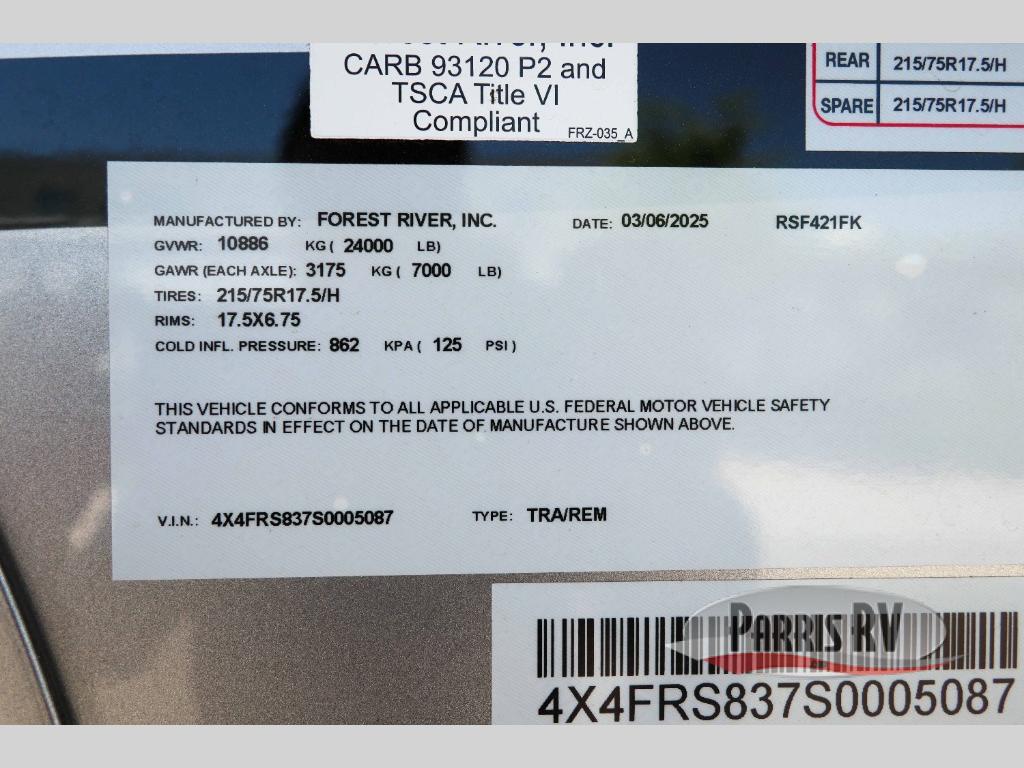 CARB 93120 P2 and
TSCA Title VI
Compliant
FRZ-035_A
REAR 215/75R17.5/H
SPARE 215/75R17.5/H
MANUFACTURED BY: FOREST RIVER, INC. DATE: 03/06/2025 RSF421FK
GVWR: 10886 KG ( 24000 LB)
GAWR (EACH AXLE): 3175 KG ( 7000 LB)
TIRES: 215/75R17.5/H
RIMS: 17.5X6.75
COLD INFL. PRESSURE: 862 KPA ( 125 PSI )
THIS VEHICLE CONFORMS TO ALL APPLICABLE U.S. FEDERAL MOTOR VEHICLE SAFETY
STANDARDS IN EFFECT ON THE DATE OF MANUFACTURE SHOWN ABOVE.
V.I.N.: 4X4FRS837S0005087 TYPE: TRA/REM
PARRIS RV
4X4FRS837S0005087